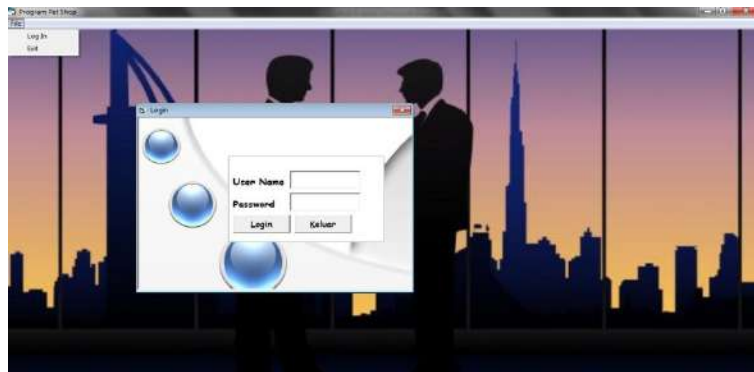 Program Pet Shop
File
Log In
Exit
Login
User Name
Password
Login Keluar